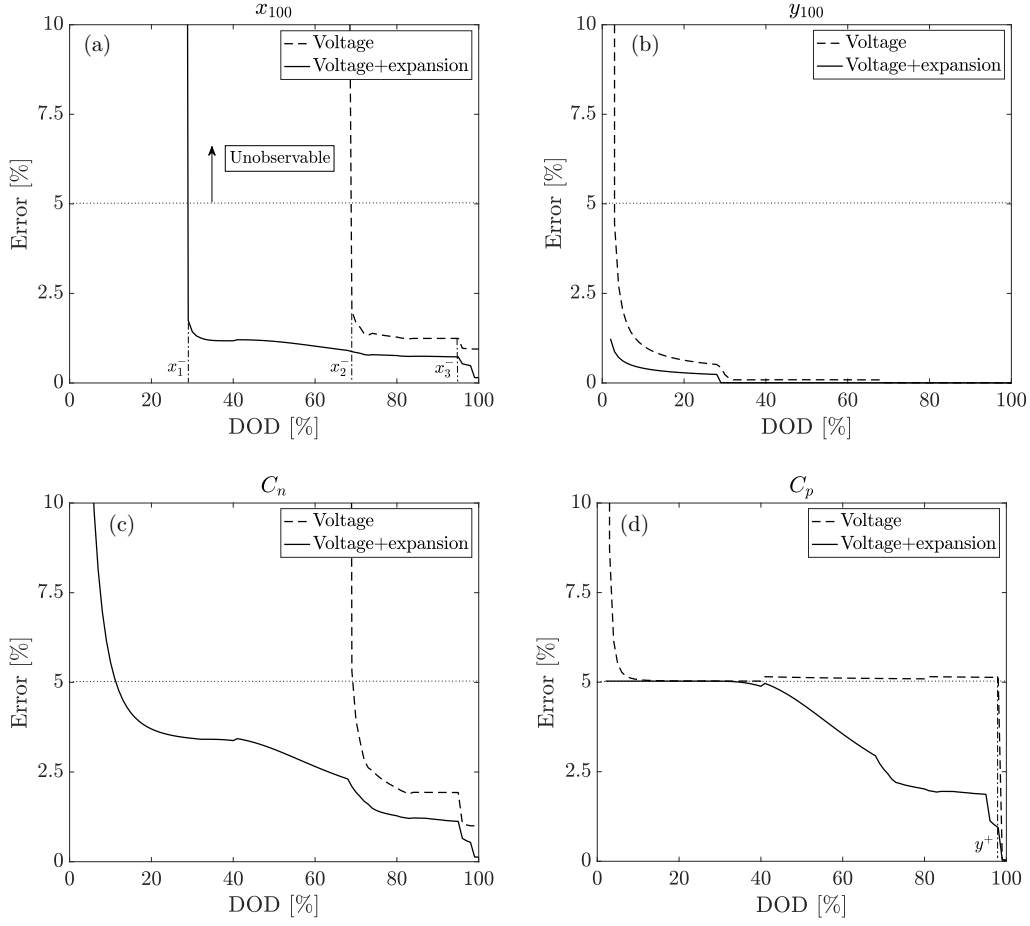 x100
(a)
Voltage
Voltage+expansion
Unobservable
Error [%]
10
7.5
5
2.5
0
x1−
x2−
x3−
0 20 40 60 80 100
DOD [%]
y100
(b)
Voltage
Voltage+expansion
Error [%]
10
7.5
5
2.5
0
0 20 40 60 80 100
DOD [%]
Cn
(c)
Voltage
Voltage+expansion
Error [%]
10
7.5
5
2.5
0
0 20 40 60 80 100
DOD [%]
Cp
(d)
Voltage
Voltage+expansion
Error [%]
10
7.5
5
2.5
0
y+
0 20 40 60 80 100
DOD [%]